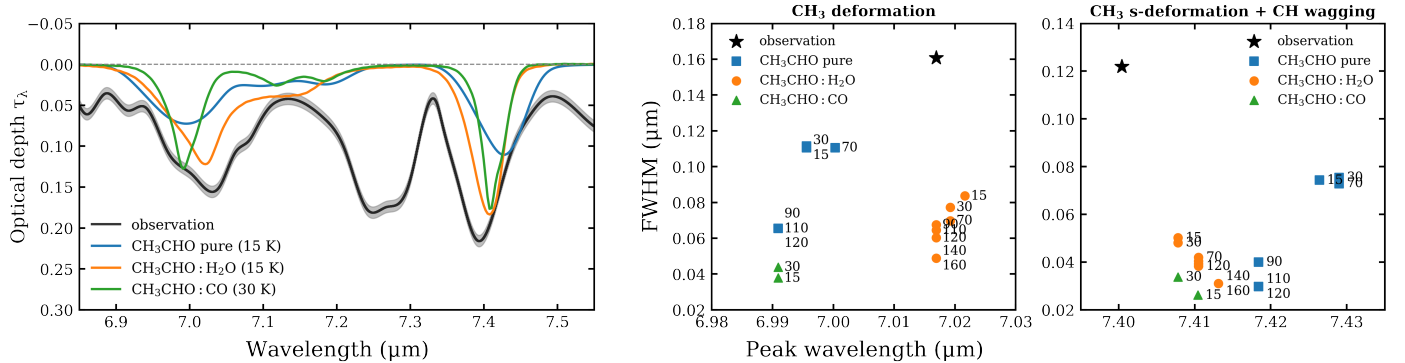 −0.05
0.00
0.05
0.10
0.15
0.20
0.25
0.30
Optical depth τλ
observation
CH₃CHO pure (15 K)
CH₃CHO : H₂O (15 K)
CH₃CHO : CO (30 K)
6.9 7.0 7.1 7.2 7.3 7.4 7.5
Wavelength (μm)
CH₃ deformation
0.18
0.16
0.14
0.12
0.10
0.08
0.06
0.04
0.02
FWHM (μm)
observation
CH₃CHO pure
CH₃CHO : H₂O
CH₃CHO : CO
30
15
70
90
110
120
30
15
15
30
70
90
110
120
140
160
6.98 6.99 7.00 7.01 7.02 7.03
Peak wavelength (μm)
CH₃ s-deformation + CH wagging
0.14
0.12
0.10
0.08
0.06
0.04
0.02
observation
CH₃CHO pure
CH₃CHO : H₂O
CH₃CHO : CO
15
30
70
15
30
70
120
90
30
140
110
160
15
120
7.40 7.41 7.42 7.43